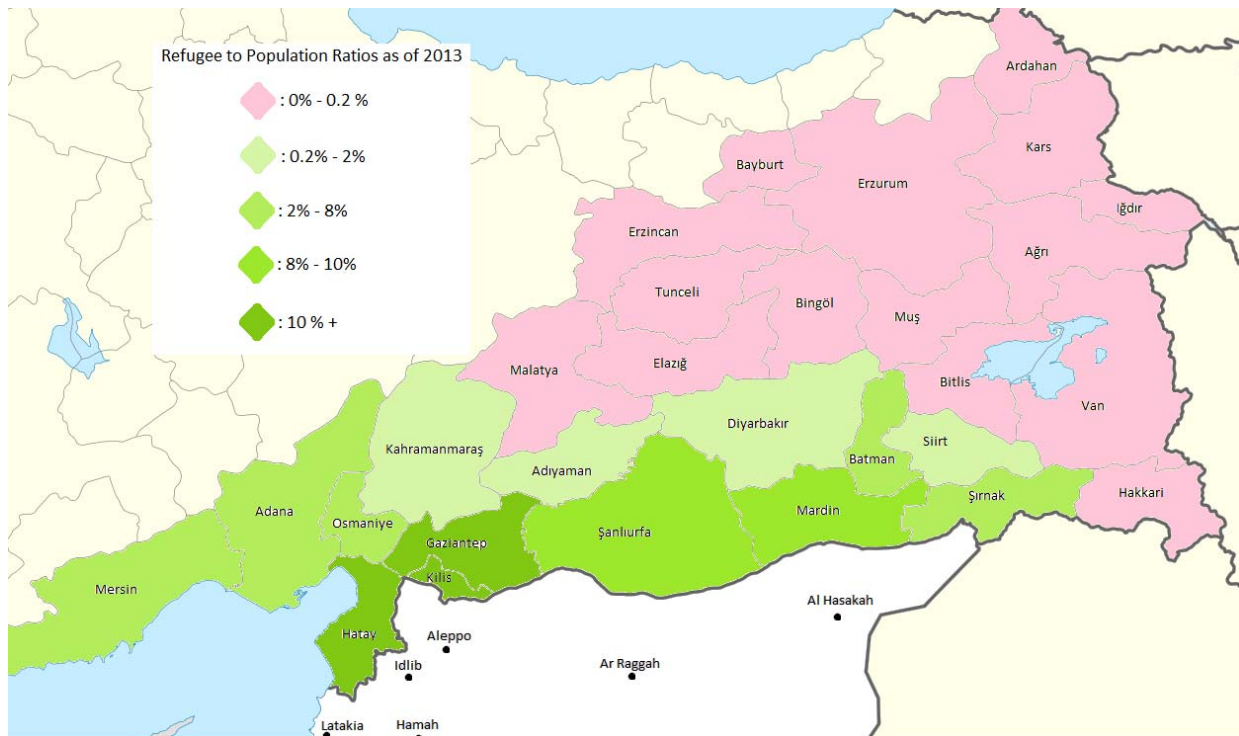 Refugee to Population Ratios as of 2013
: 0% - 0.2 %
: 0.2% - 2%
: 2% - 8%
: 8% - 10%
: 10 % +
Ardahan
Kars
Bayburt
Erzurum
Iğdır
Erzincan
Ağrı
Tunceli
Bingöl
Muş
Malatya
Elazığ
Bitlis
Van
Diyarbakır
Kahramanmaraş
Siirt
Batman
Adıyaman
Hakkari
Şırnak
Adana
Osmaniye
Mardin
Şanlıurfa
Gaziantep
Kilis
Mersin
Al Hasakah
Hatay
Aleppo
Idlib
Ar Raggah
Latakia
Hamah